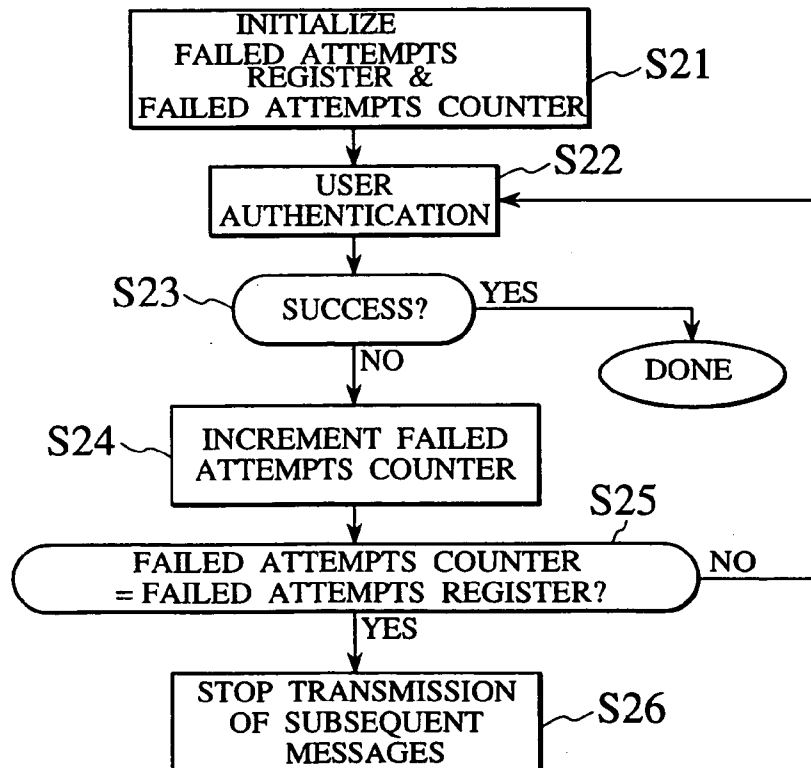 INITIALIZE
FAILED ATTEMPTS
REGISTER &
FAILED ATTEMPTS COUNTER
S21
S22
USER
AUTHENTICATION
S23
SUCCESS?
YES
NO
DONE
S24
INCREMENT FAILED
ATTEMPTS COUNTER
S25
FAILED ATTEMPTS COUNTER
= FAILED ATTEMPTS REGISTER?
NO
YES
STOP TRANSMISSION
OF SUBSEQUENT
MESSAGES
S26